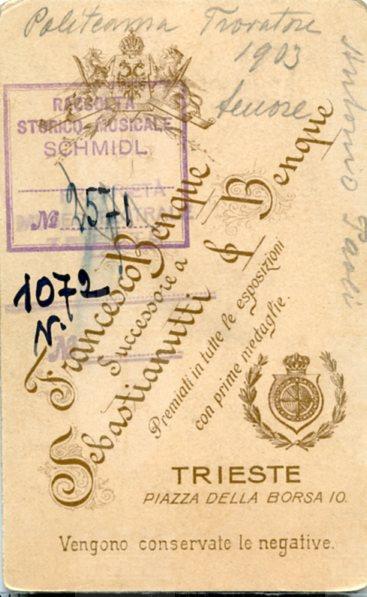 Politeama Trovatore
1903
tenore
Antonio Paoli
RACCOLTA
STORICO-MUSICALE
SCHMIDL
№ 2571
1072
N.
№
Francesco Benque
Successore a
Sebastianutti & Benque
Premiati in tutte le esposizioni
con prime medaglie.
TRIESTE
PIAZZA DELLA BORSA 10.
Vengono conservate le negative.